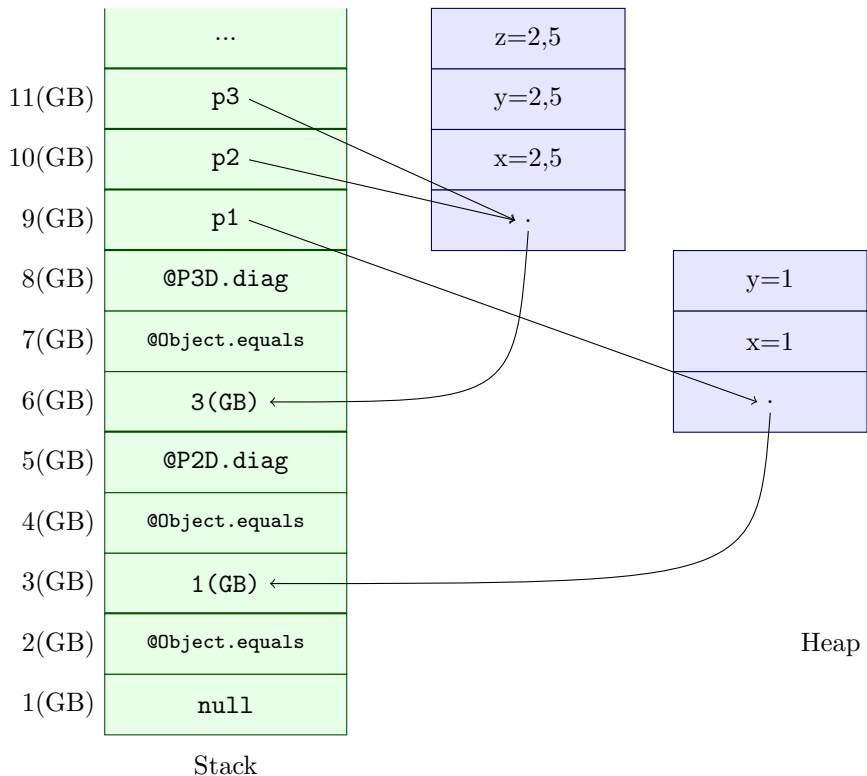 ... z=2,5
11(GB) p3 y=2,5
10(GB) p2 x=2,5
9(GB) p1 .
8(GB) @P3D.diag y=1
7(GB) @Object.equals x=1
6(GB) 3(GB) .
5(GB) @P2D.diag
4(GB) @Object.equals
3(GB) 1(GB)
2(GB) @Object.equals Heap
1(GB) null
Stack